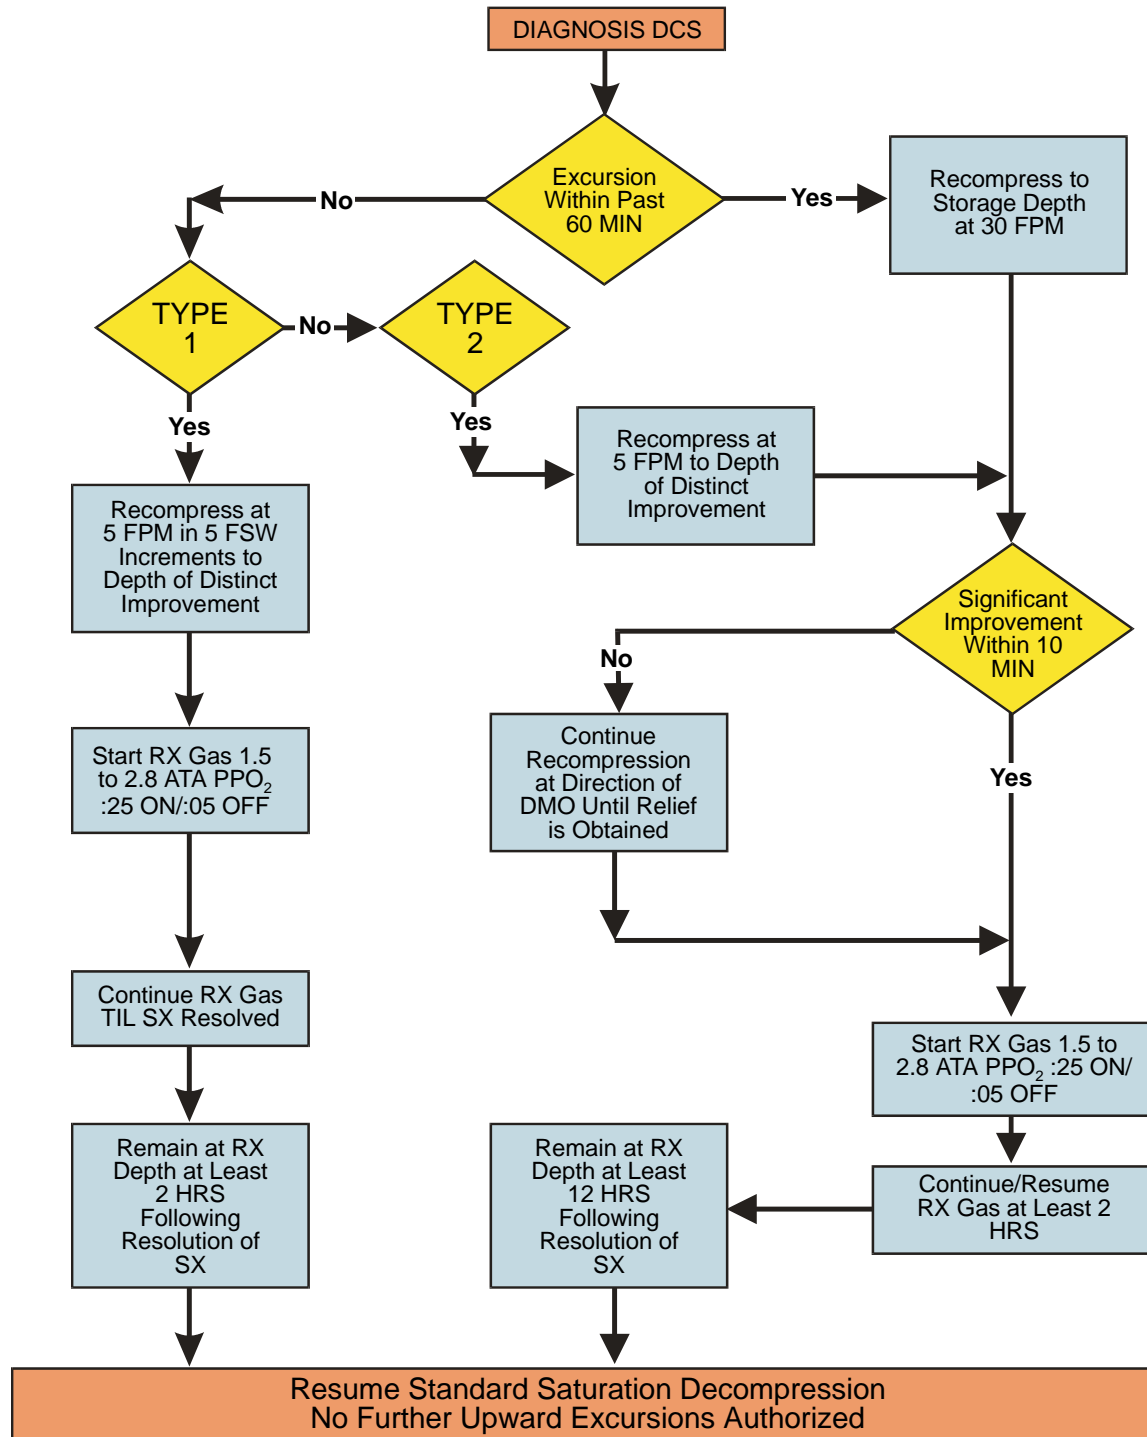 DIAGNOSIS DCS
Excursion
Within Past
60 MIN
No
Yes
Recompress to
Storage Depth
at 30 FPM
TYPE
1
No
TYPE
2
Yes
Yes
Recompress at
5 FPM to Depth
of Distinct
Improvement
Recompress at
5 FPM in 5 FSW
Increments to
Depth of Distinct
Improvement
Significant
Improvement
Within 10
MIN
No
Yes
Continue
Recompression
at Direction of
DMO Until Relief
is Obtained
Start RX Gas 1.5
to 2.8 ATA PPO₂
:25 ON/:05 OFF
Continue RX Gas
TIL SX Resolved
Start RX Gas 1.5 to
2.8 ATA PPO₂ :25 ON/
:05 OFF
Remain at RX
Depth at Least
2 HRS
Following
Resolution of
SX
Remain at RX
Depth at Least
12 HRS
Following
Resolution of
SX
Continue/Resume
RX Gas at Least 2
HRS
Resume Standard Saturation Decompression
No Further Upward Excursions Authorized